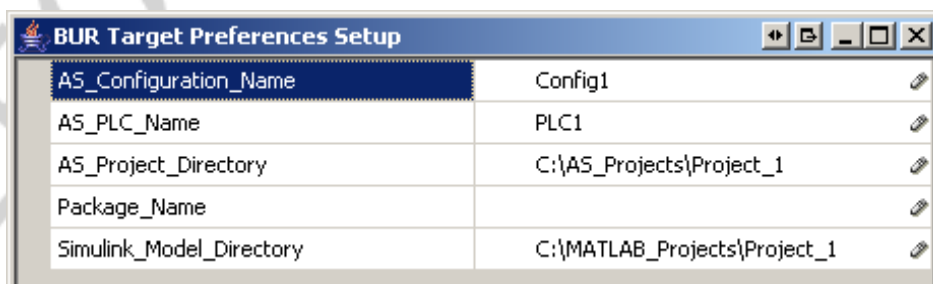 BUR Target Preferences Setup
AS_Configuration_Name Config1
AS_PLC_Name PLC1
AS_Project_Directory C:\AS_Projects\Project_1
Package_Name
Simulink_Model_Directory C:\MATLAB_Projects\Project_1